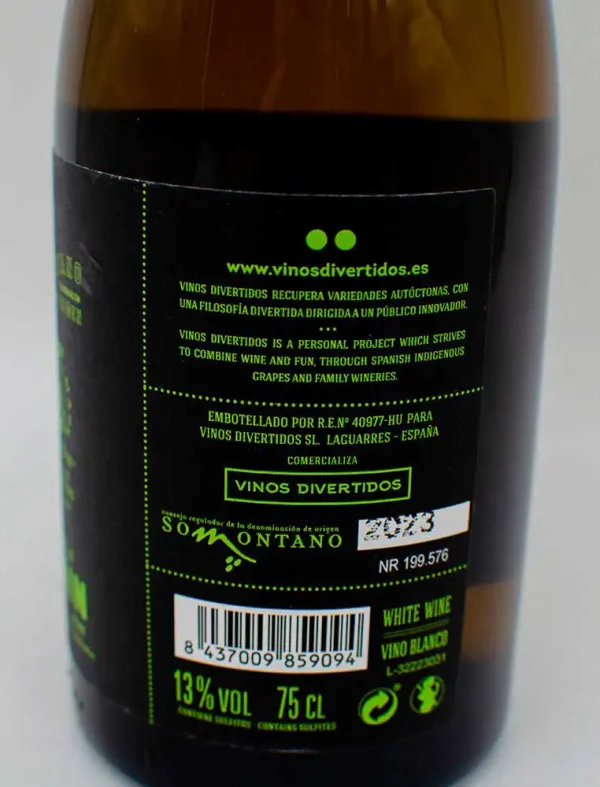 www.vinosdivertidos.es
VINOS DIVERTIDOS RECUPERA VARIEDADES AUTÓCTONAS, CON
UNA FILOSOFÍA DIVERTIDA DIRIGIDA A UN PÚBLICO INNOVADOR.
VINOS DIVERTIDOS IS A PERSONAL PROJECT WHICH STRIVES
TO COMBINE WINE AND FUN, THROUGH SPANISH INDIGENOUS
GRAPES AND FAMILY WINERIES.
EMBOTELLADO POR R.E.Nº 40977-HU PARA
VINOS DIVERTIDOS SL. LAGUARRES - ESPAÑA
COMERCIALIZA
VINOS DIVERTIDOS
consejo regulador de la denominación de origen
SOMONTANO
2023
NR 199.576
8 437009 859094
WHITE WINE
VINO BLANCO
L-32223031
13% VOL 75 CL
CONTIENE SULFITOS CONTAINS SULFITES